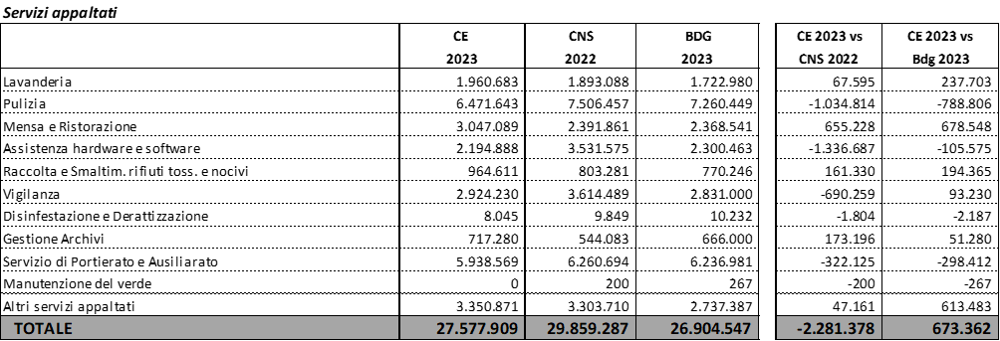 Servizi appaltati
CE CNS BDG CE 2023 vs CE 2023 vs
2023 2022 2023 CNS 2022 Bdg 2023
Lavanderia 1.960.683 1.893.088 1.722.980 67.595 237.703
Pulizia 6.471.643 7.506.457 7.260.449 -1.034.814 -788.806
Mensa e Ristorazione 3.047.089 2.391.861 2.368.541 655.228 678.548
Assistenza hardware e software 2.194.888 3.531.575 2.300.463 -1.336.687 -105.575
Raccolta e Smaltim. rifiuti toss. e nocivi 964.611 803.281 770.246 161.330 194.365
Vigilanza 2.924.230 3.614.489 2.831.000 -690.259 93.230
Disinfestazione e Derattizzazione 8.045 9.849 10.232 -1.804 -2.187
Gestione Archivi 717.280 544.083 666.000 173.196 51.280
Servizio di Portierato e Ausiliarato 5.938.569 6.260.694 6.236.981 -322.125 -298.412
Manutenzione del verde 0 200 267 -200 -267
Altri servizi appaltati 3.350.871 3.303.710 2.737.387 47.161 613.483
TOTALE 27.577.909 29.859.287 26.904.547 -2.281.378 673.362